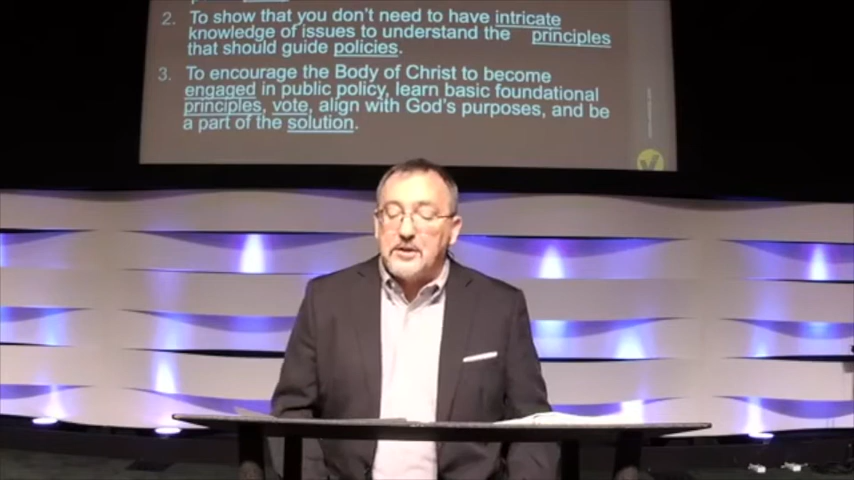 2. To show that you don't need to have intricate
knowledge of issues to understand the principles
that should guide policies.
3. To encourage the Body of Christ to become
engaged in public policy, learn basic foundational
principles, vote, align with God's purposes, and be
a part of the solution.